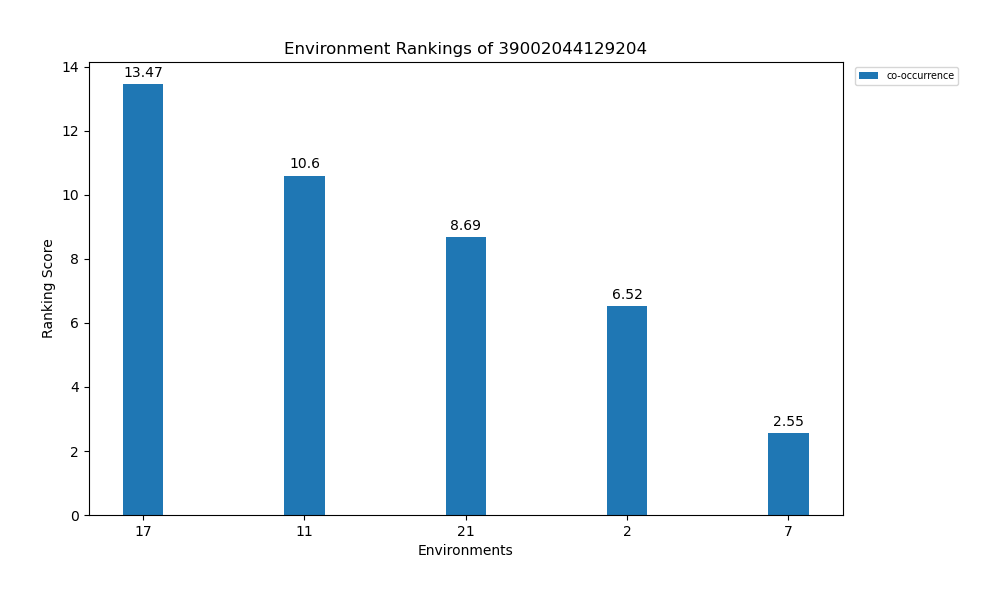 Environment Rankings of 39002044129204
co-occurrence
Ranking Score
14
12
10
8
6
4
2
0
13.47
10.6
8.69
6.52
2.55
17 11 21 2 7
Environments